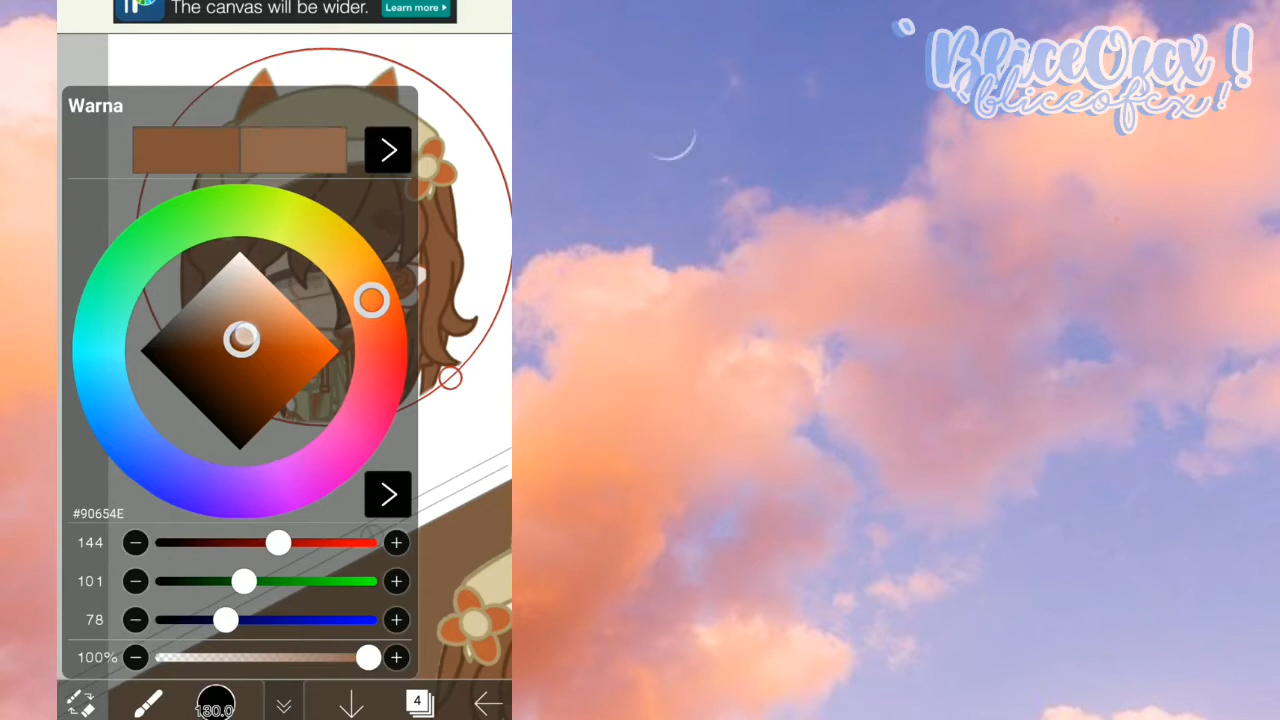 The canvas will be wider.
Learn more
Warna
#90654E
144
101
78
100%
130.0
4
BliceOfcx !
bliceofcx !